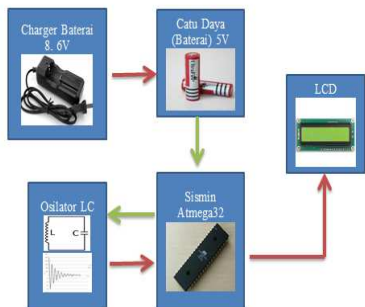 Charger Baterai
8. 6V
Catu Daya
(Baterai) 5V
LCD
Osilator LC
L
C
Sismin
Atmega32